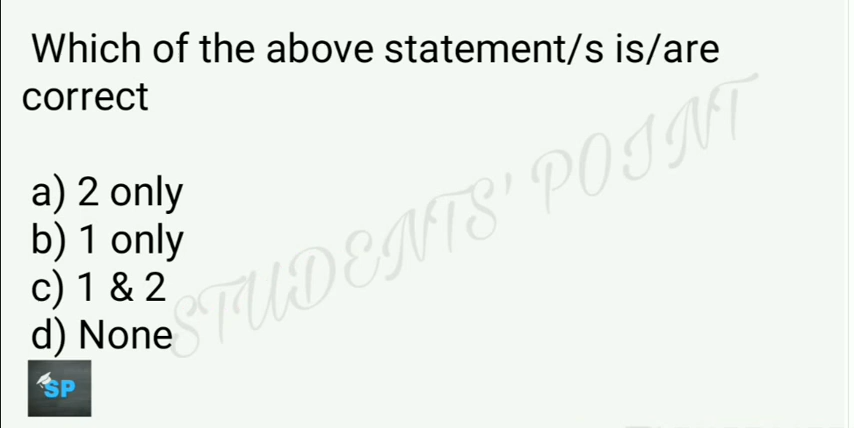 Which of the above statement/s is/are
correct
a) 2 only
b) 1 only
c) 1 & 2
d) None
STUDENTS' POINT
SP